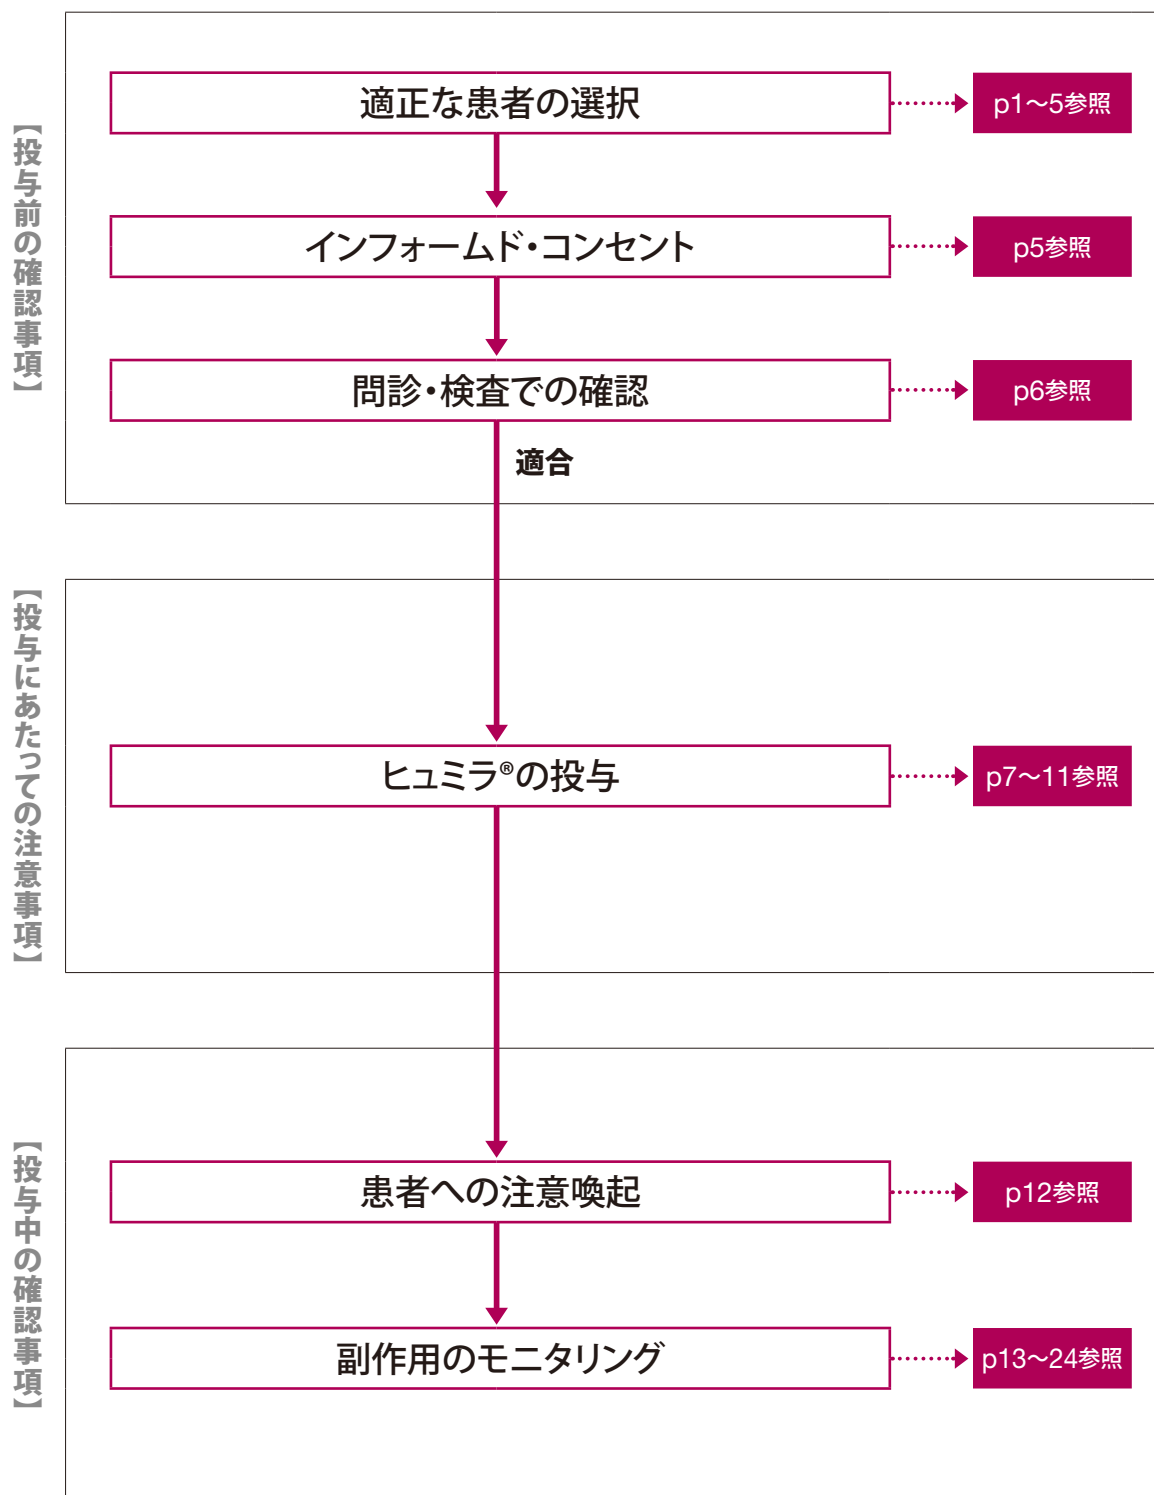 【投与前の確認事項】
適正な患者の選択
p1～5参照
インフォームド・コンセント
p5参照
問診・検査での確認
p6参照
適合
【投与にあたっての注意事項】
ヒュミラ®の投与
p7～11参照
【投与中の確認事項】
患者への注意喚起
p12参照
副作用のモニタリング
p13～24参照